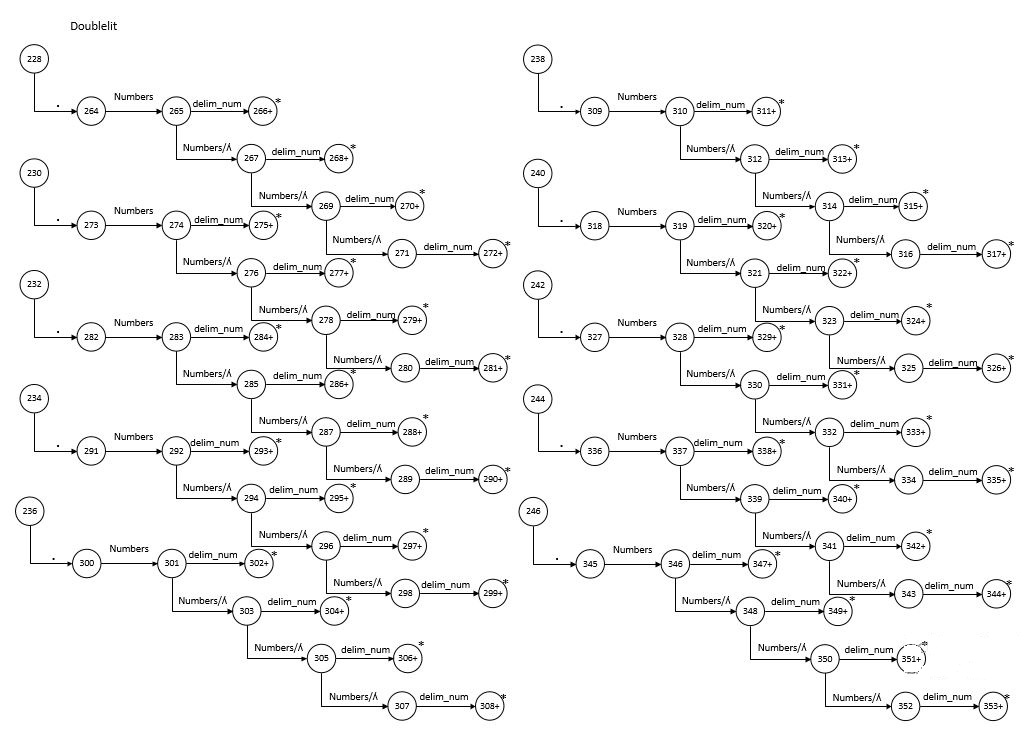 Doublelit
228 238
. 264 Numbers 265 delim_num 266+ * . 309 Numbers 310 delim_num 311+ *
Numbers/λ 267 delim_num 268+ * Numbers/λ 312 delim_num 313+ *
230 240
Numbers/λ 269 delim_num 270+ * Numbers/λ 314 delim_num 315+ *
. 273 Numbers 274 delim_num 275+ * . 318 Numbers 319 delim_num 320+ *
Numbers/λ 271 delim_num 272+ * Numbers/λ 316 delim_num 317+ *
Numbers/λ 276 delim_num 277+ * Numbers/λ 321 delim_num 322+ *
232 242
Numbers/λ 278 delim_num 279+ * Numbers/λ 323 delim_num 324+ *
. 282 Numbers 283 delim_num 284+ * . 327 Numbers 328 delim_num 329+ *
Numbers/λ 280 delim_num 281+ * Numbers/λ 325 delim_num 326+ *
Numbers/λ 285 delim_num 286+ * Numbers/λ 330 delim_num 331+ *
234 244
Numbers/λ 287 delim_num 288+ * Numbers/λ 332 delim_num 333+ *
. 291 Numbers 292 delim_num 293+ * . 336 Numbers 337 delim_num 338+ *
Numbers/λ 289 delim_num 290+ * Numbers/λ 334 delim_num 335+ *
Numbers/λ 294 delim_num 295+ * Numbers/λ 339 delim_num 340+ *
236 246
Numbers/λ 296 delim_num 297+ * Numbers/λ 341 delim_num 342+ *
. 300 Numbers 301 delim_num 302+ * . 345 Numbers 346 delim_num 347+ *
Numbers/λ 298 delim_num 299+ * Numbers/λ 343 delim_num 344+ *
Numbers/λ 303 delim_num 304+ * Numbers/λ 348 delim_num 349+ *
Numbers/λ 305 delim_num 306+ * Numbers/λ 350 delim_num 351+ *
Numbers/λ 307 delim_num 308+ * Numbers/λ 352 delim_num 353+ *